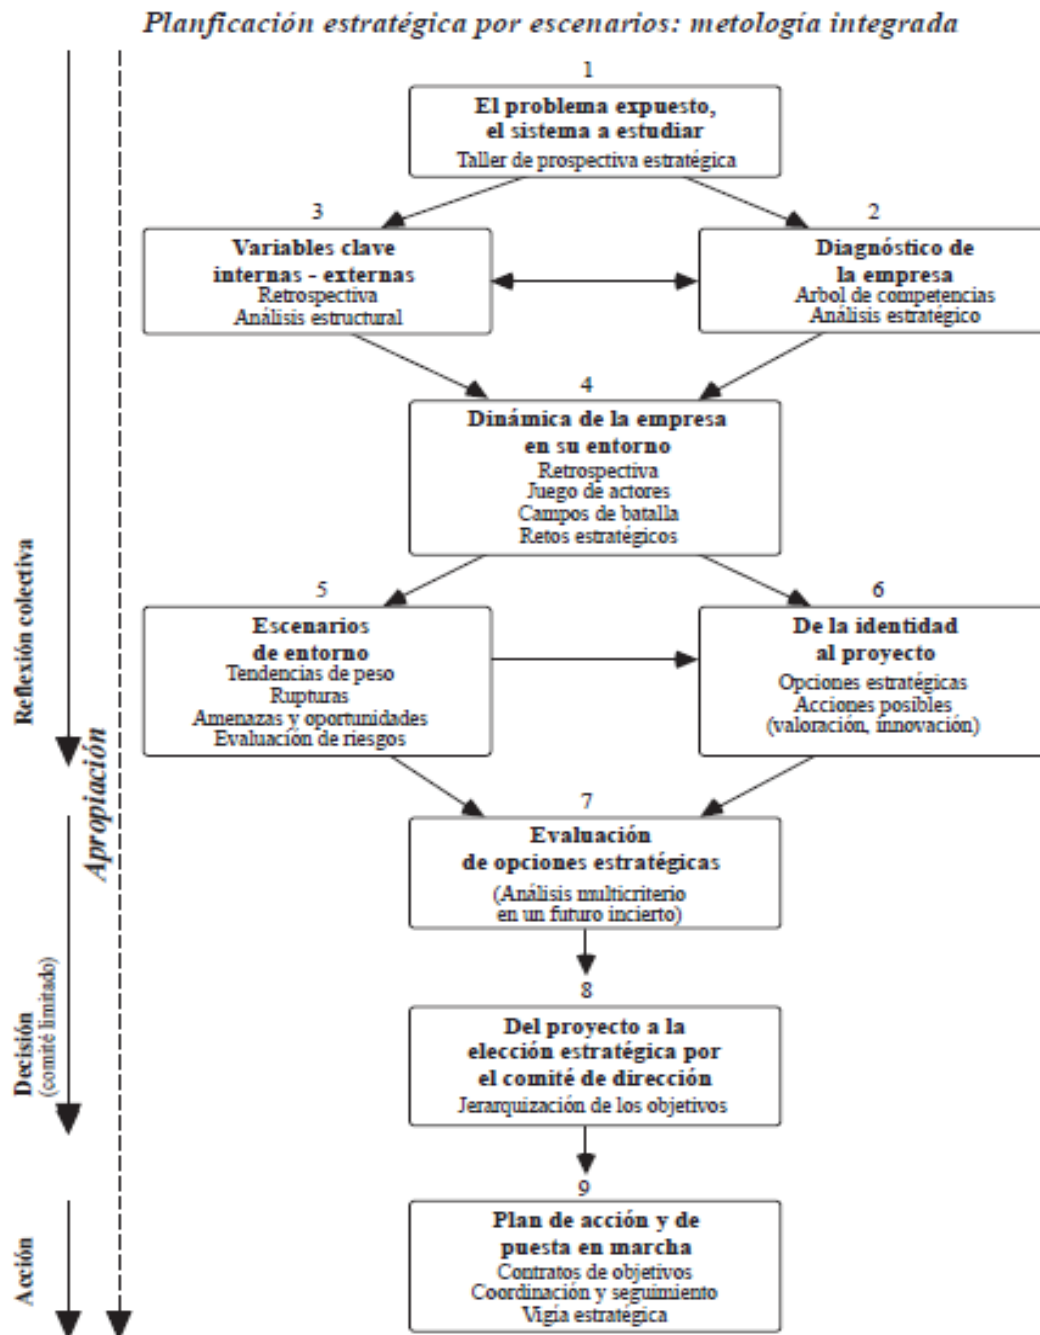 Planficación estratégica por escenarios: metología integrada
1
El problema expuesto,
el sistema a estudiar
Taller de prospectiva estratégica
3
Variables clave
internas - externas
Retrospectiva
Análisis estructural
2
Diagnóstico de
la empresa
Arbol de competencias
Análisis estratégico
4
Dinámica de la empresa
en su entorno
Retrospectiva
Juego de actores
Campos de batalla
Retos estratégicos
5
Escenarios
de entorno
Tendencias de peso
Rupturas
Amenazas y oportunidades
Evaluación de riesgos
6
De la identidad
al proyecto
Opciones estratégicas
Acciones posibles
(valoración, innovación)
7
Evaluación
de opciones estratégicas
(Análisis multicriterio
en un futuro incierto)
8
Del proyecto a la
elección estratégica por
el comité de dirección
Jerarquización de los objetivos
9
Plan de acción y de
puesta en marcha
Contratos de objetivos
Coordinación y seguimiento
Vigía estratégica
Reflexión colectiva
Apropiación
Decisión
(comité limitado)
Acción